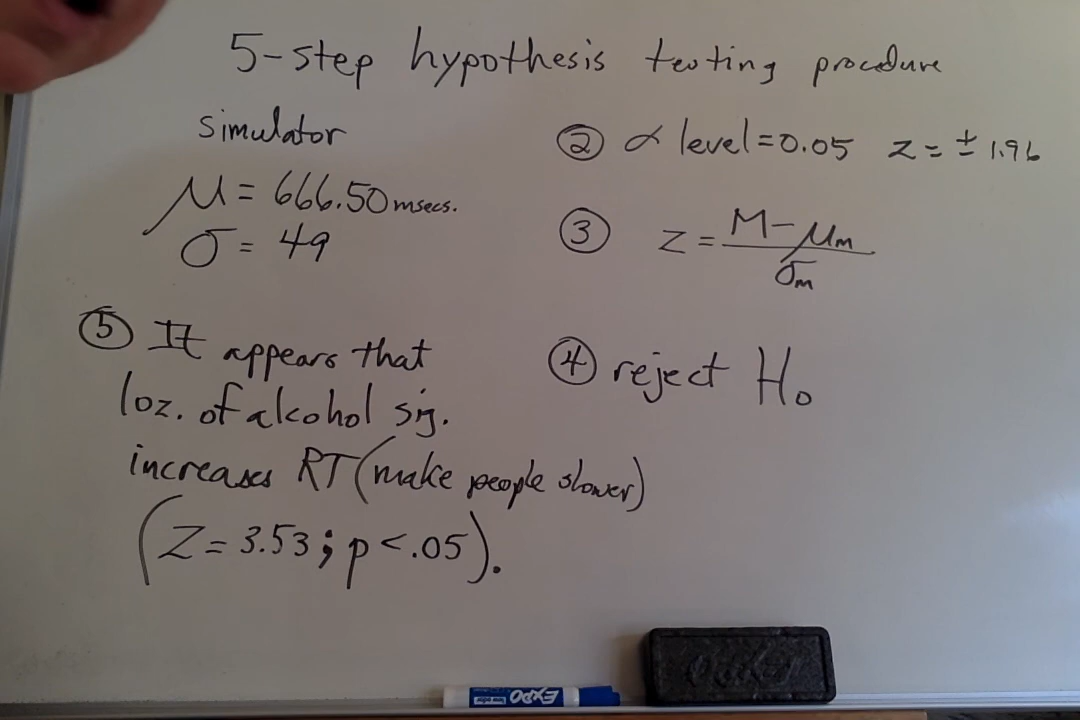 5-step hypothesis testing procedure
simulator
μ = 666.50 msecs.
σ = 49
② α level = 0.05 z = ± 1.96
③ z = (M - μm) / σm
④ reject H₀
⑤ It appears that
1oz. of alcohol sig.
increases RT (make people slower)
(Z = 3.53; p < .05).
EXPO